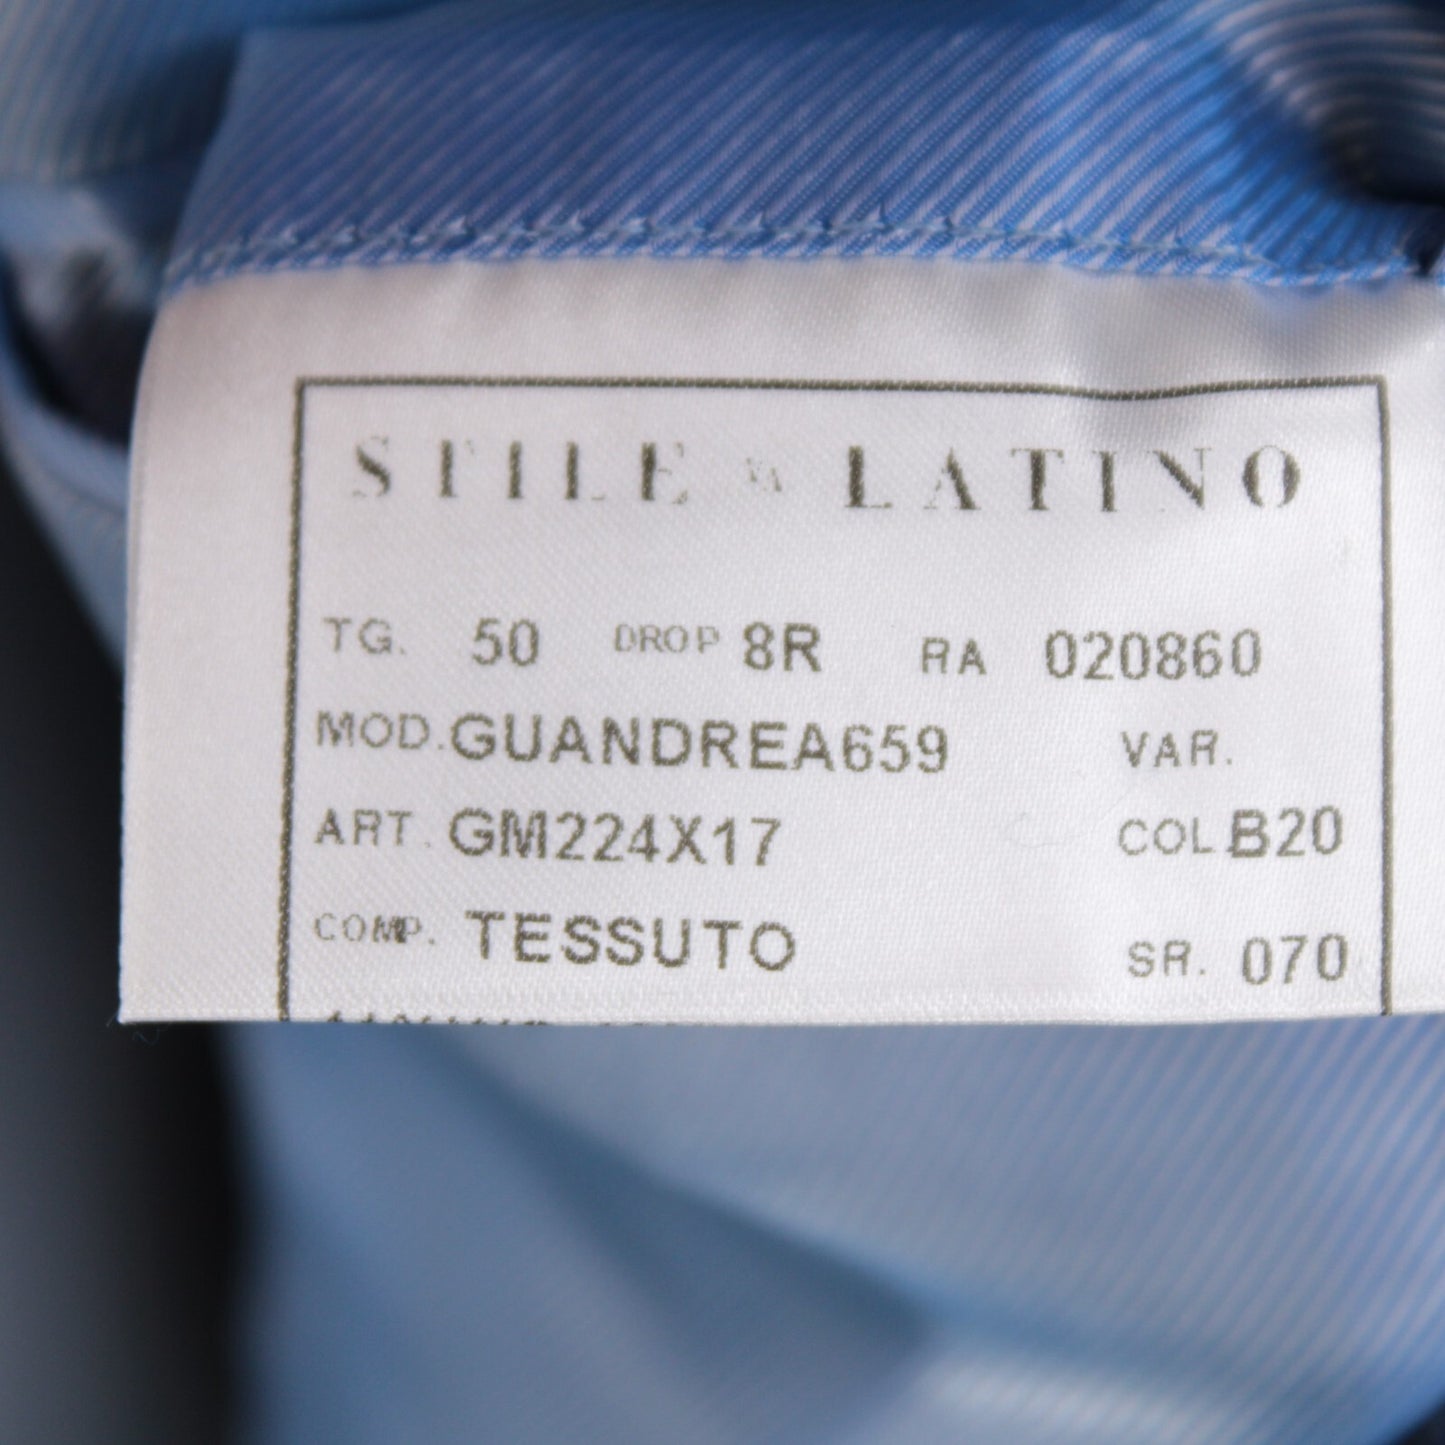 STILE LATINO
TG. 50 DROP 8R RA 020860
MOD. GUANDREA659 VAR.
ART. GM224X17 COL. B20
COMP. TESSUTO SR. 070